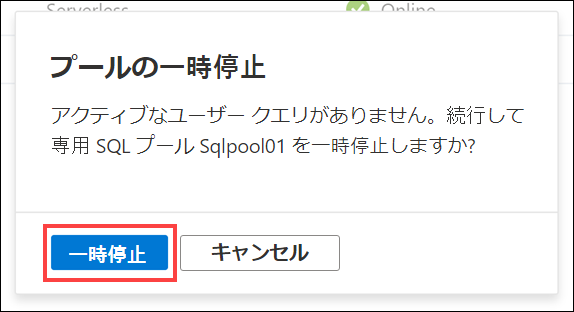 Serverless Online
プールの一時停止
アクティブなユーザー クエリがありません。続行して
専用 SQL プール Sqlpool01 を一時停止しますか?
一時停止 キャンセル